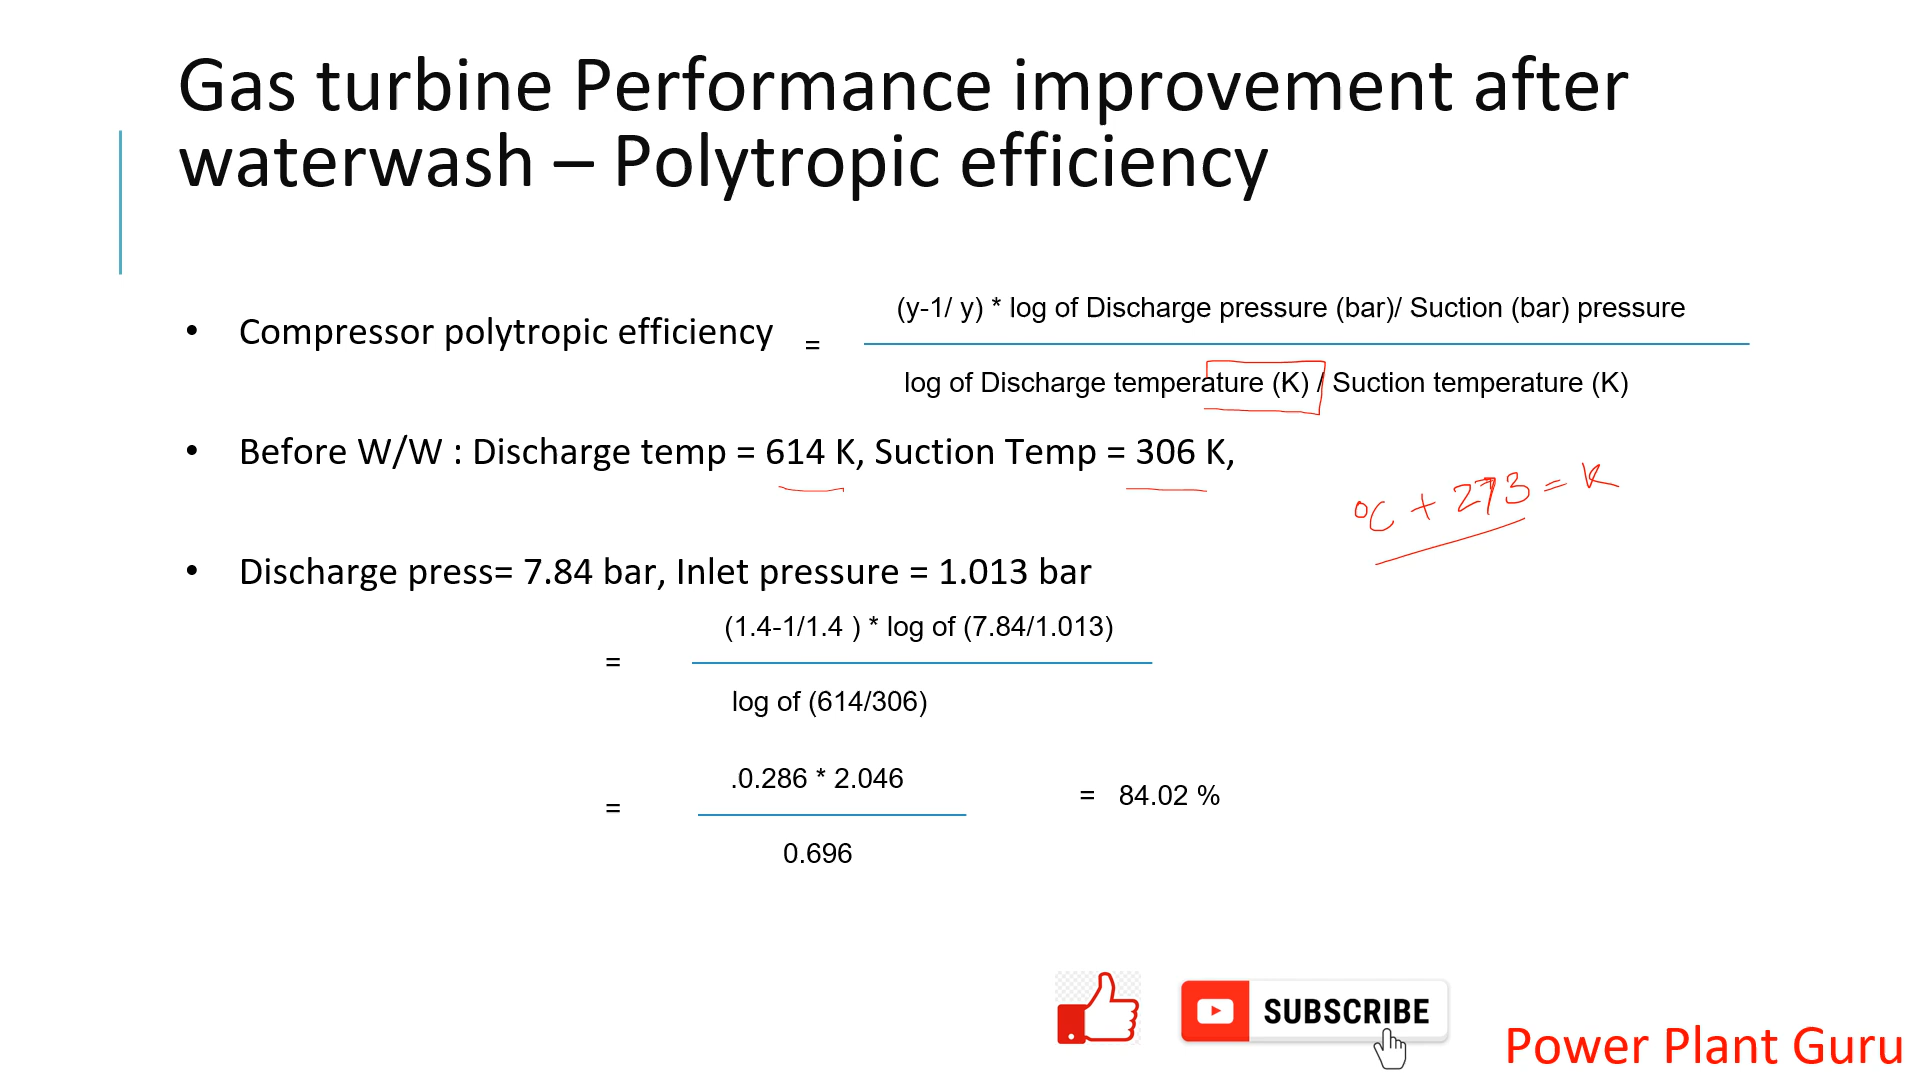 Gas turbine Performance improvement after
waterwash – Polytropic efficiency
• Compressor polytropic efficiency =
(y-1/ y) * log of Discharge pressure (bar)/ Suction (bar) pressure
log of Discharge temperature (K) / Suction temperature (K)
• Before W/W : Discharge temp = 614 K, Suction Temp = 306 K,
°C + 273 = K
• Discharge press= 7.84 bar, Inlet pressure = 1.013 bar
(1.4-1/1.4 ) * log of (7.84/1.013)
=
log of (614/306)
.0.286 * 2.046
= = 84.02 %
0.696
SUBSCRIBE
Power Plant Guru